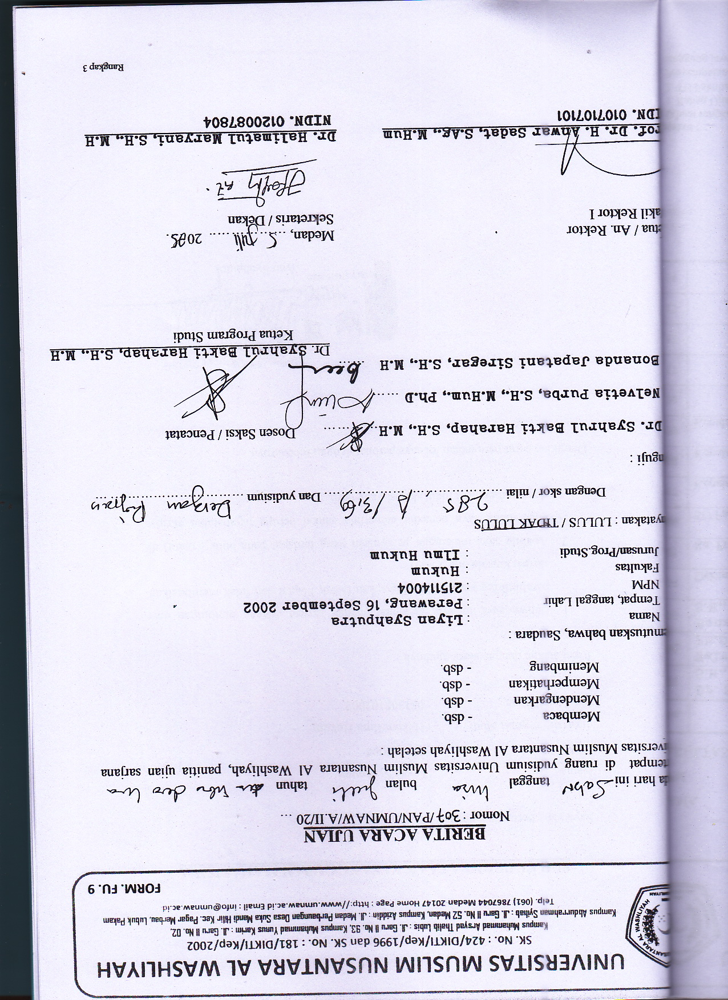 UNIVERSITAS MUSLIM NUSANTARA AL WASHLIYAH
SK. No. : 424/DIKTI/Kep/1996 dan SK. No. : 181/DIKTI/Kep/2002
Kampus Muhammad Arsyad Thalib Lubis : Jl. Garu II No. 93, Kampus Muhammad Yunus Karim : Jl. Garu II No. 02,
Kampus Abdurrahman Syihab : Jl. Garu II No. 52 Medan, Kampus Aziddin : Jl. Medan Perbaungan Desa Suka Mandi Hilir Kec. Pagar Merbau, Lubuk Pakam
Telp. (061) 7867044 Medan 20147 Home Page : http://www.umnaw.ac.id Email : info@umnaw.ac.id
FORM. FU. 9
BERITA ACARA UJIAN
Nomor : 307/PAN/UMNAW/A.II/20 ...
da hari ini Sabtu tanggal lima bulan Juli tahun dua ribu dua lima
tempat di ruang yudisium Universitas Muslim Nusantara Al Washliyah, panitia ujian sarjana
iversitas Muslim Nusantara Al Washliyah setelah :
Membaca - dsb.
Mendengarkan - dsb.
Memperhatikan - dsb.
Menimbang - dsb.
mutuskan bahwa, Saudara :
Nama : Liyan Syahputra
Tempat, tanggal Lahir : Perawang, 16 September 2002
NPM : 215114004
Fakultas : Hukum
Jurusan/Prog.Studi : Ilmu Hukum
yatakan : LULUS / TIDAK LULUS
Dengan skor / nilai 285 A /3,69 Dan yudisium Dengan Pujian
nguji :
Dr. Syahrul Bakti Harahap, S.H., M.H
Dosen Saksi / Pencatat
Nelvetia Purba, S.H., M.Hum., Ph.D
Bonanda Japatani Siregar, S.H., M.H
Dr. Syahrul Bakti Harahap, S.H., M.H
Ketua Program Studi
Medan, 5 Juli 2025.
tua / An. Rektor
Sekretaris / Dekan
akil Rektor I
rof. Dr. H. Anwar Sadat, S.Ag., M.Hum
IDN. 0107107101
Dr. Halimatul Maryani, S.H., M.H
NIDN. 0120087804
Rangkap 3